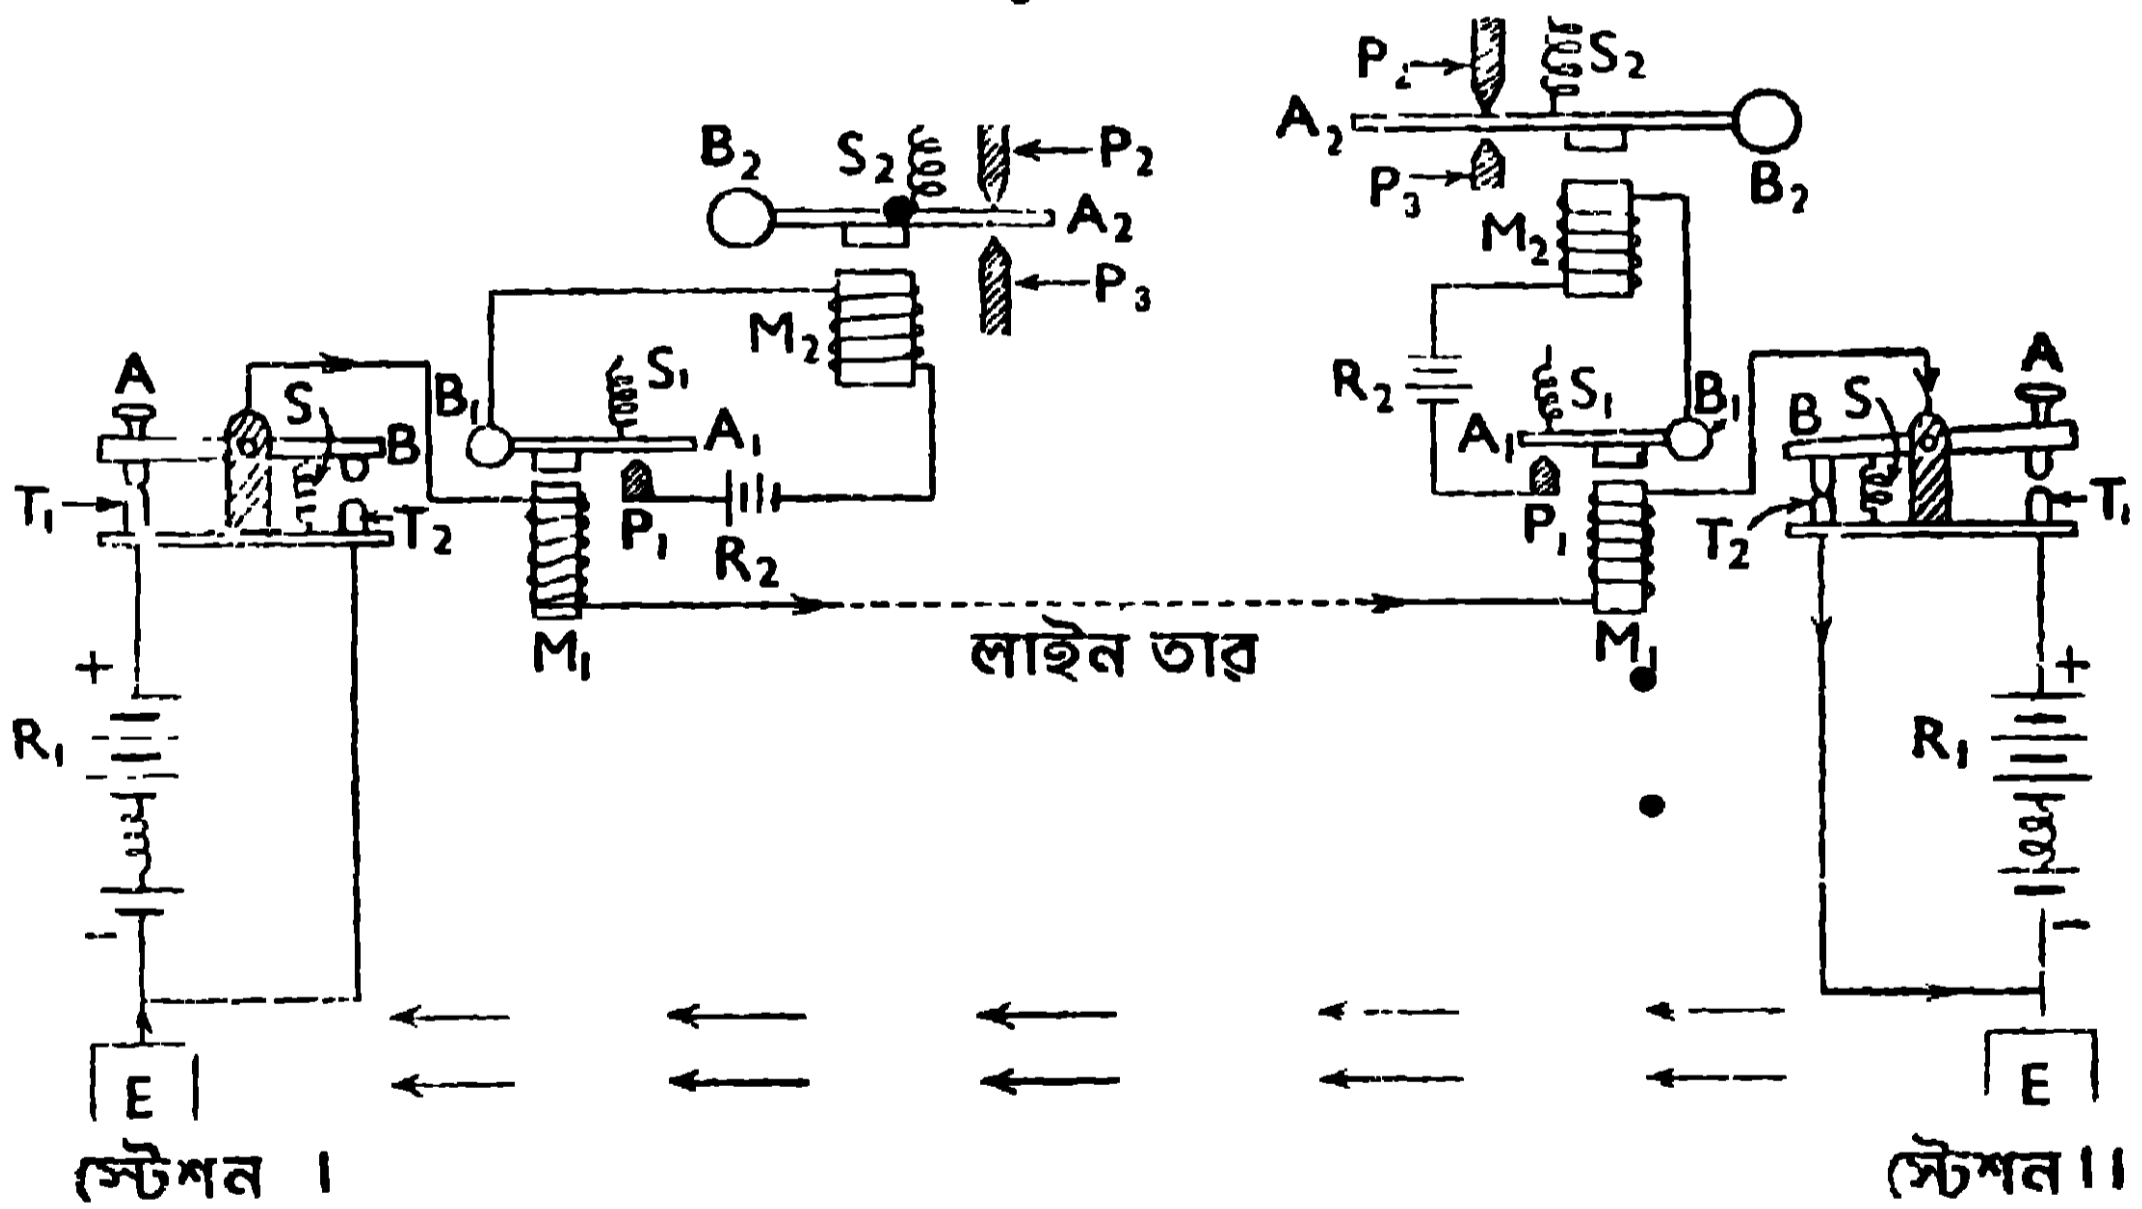 P₂ S₂
A₂ B₂
P₃
M₂
B₂ S₂ P₂
A₂
P₃
M₂
A S B
T₁ T₂
B₁ S₁ A₁
P₁ R₂
M₁
R₂ S₁ B₁
A₁
P₁
M₁
B S A
T₂ T₁
লাইন তার
+
R₁
-
+
R₁
-
E E
স্টেশন I স্টেশন II